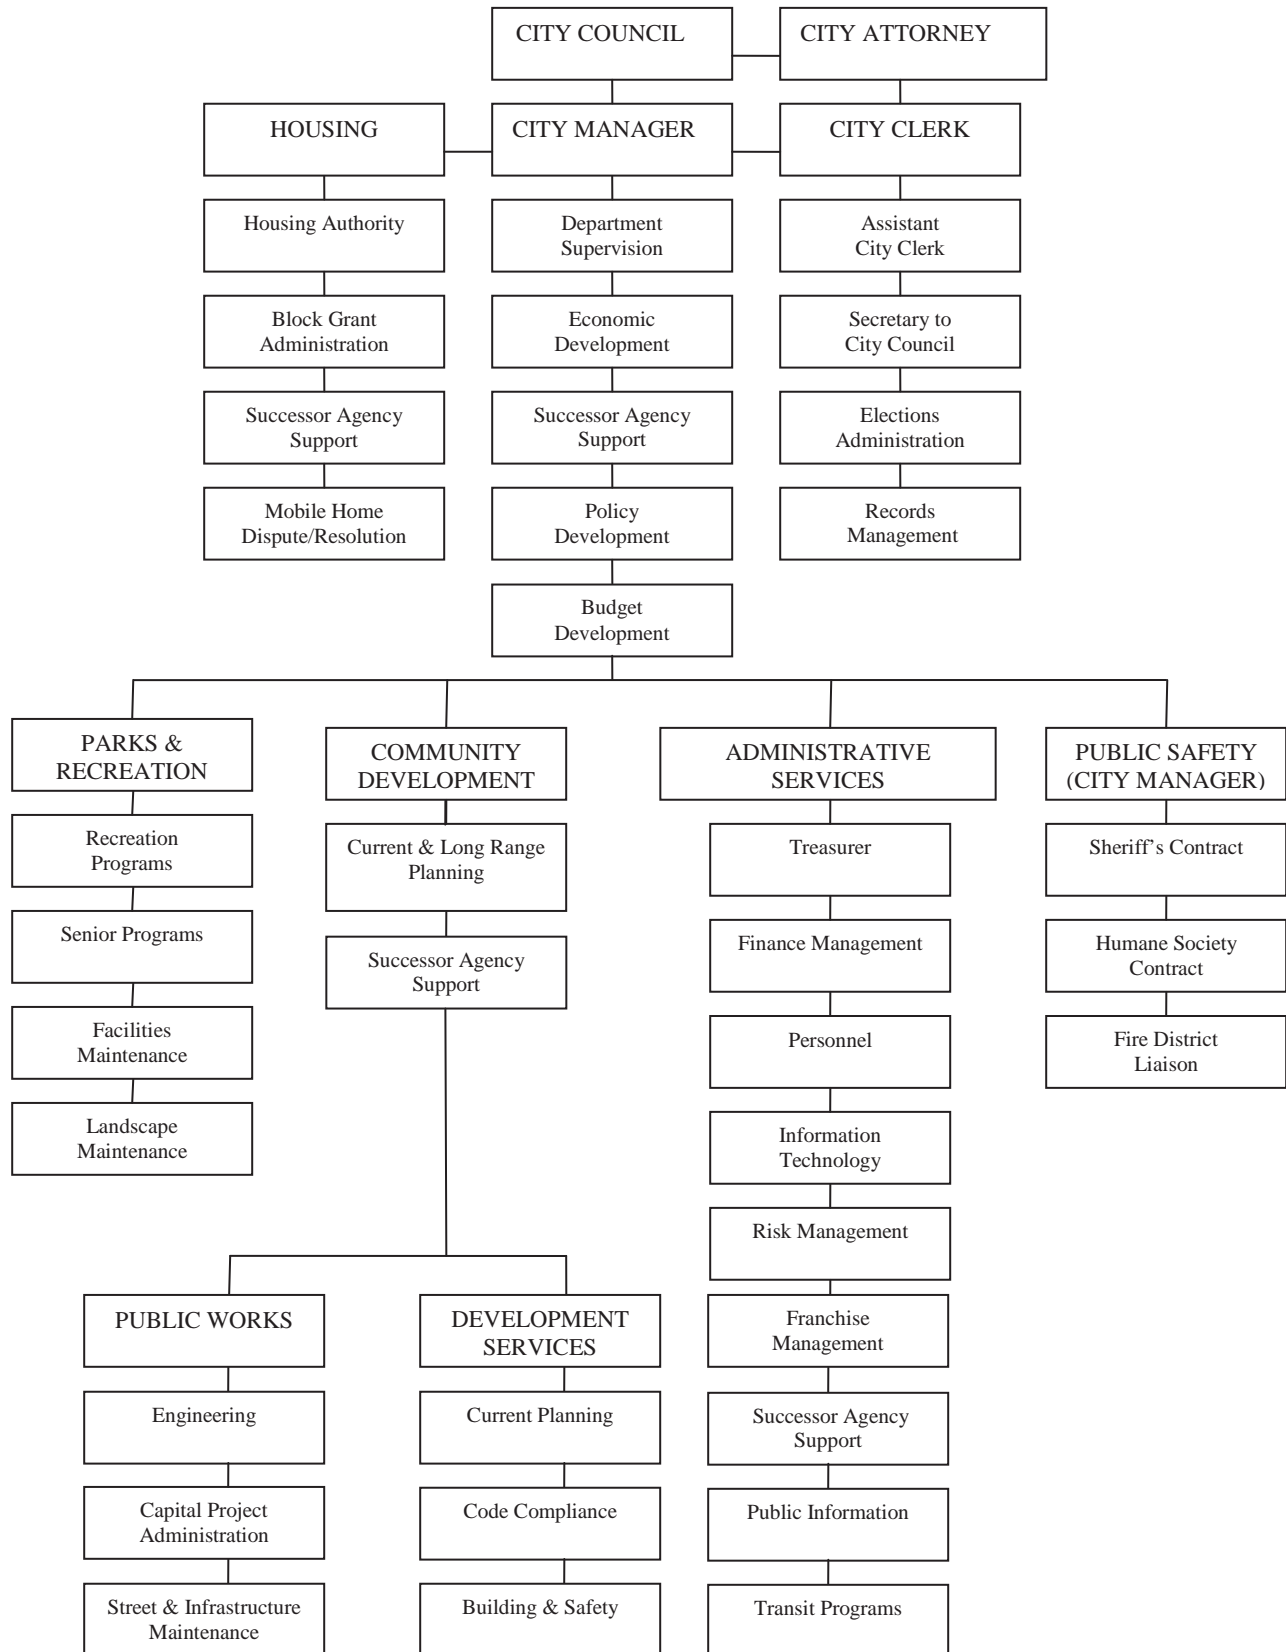 CITY COUNCIL
CITY ATTORNEY
HOUSING
CITY MANAGER
CITY CLERK
Housing Authority
Block Grant
Administration
Successor Agency
Support
Mobile Home
Dispute/Resolution
Department
Supervision
Economic
Development
Successor Agency
Support
Policy
Development
Budget
Development
Assistant
City Clerk
Secretary to
City Council
Elections
Administration
Records
Management
PARKS &
RECREATION
Recreation
Programs
Senior Programs
Facilities
Maintenance
Landscape
Maintenance
COMMUNITY
DEVELOPMENT
Current & Long Range
Planning
Successor Agency
Support
PUBLIC WORKS
Engineering
Capital Project
Administration
Street & Infrastructure
Maintenance
DEVELOPMENT
SERVICES
Current Planning
Code Compliance
Building & Safety
ADMINISTRATIVE
SERVICES
Treasurer
Finance Management
Personnel
Information
Technology
Risk Management
Franchise
Management
Successor Agency
Support
Public Information
Transit Programs
PUBLIC SAFETY
(CITY MANAGER)
Sheriff’s Contract
Humane Society
Contract
Fire District
Liaison